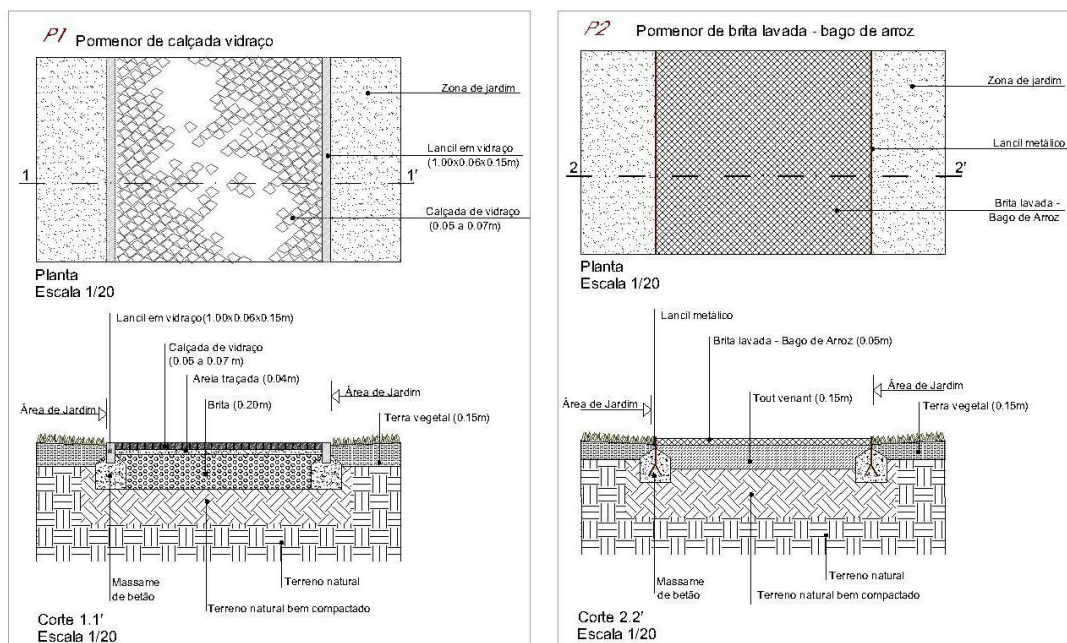 P1 Pormenor de calçada vidraço
Zona de jardim
Lancil em vidraço
(1.00x0.06x0.15m)
1
1'
Calçada de vidraço
(0.05 a 0.07m)
Planta
Escala 1/20
Lancil em vidraço(1.00x0.06x0.15m)
Calçada de vidraço
(0.05 a 0.07m)
Areia traçada (0.04m)
Brita (0.20m)
Área de Jardim
Área de Jardim
Terra vegetal (0.15m)
Massame
de betão
Terreno natural
Terreno natural bem compactado
Corte 1.1'
Escala 1/20
P2 Pormenor de brita lavada - bago de arroz
Zona de jardim
Lancil metálico
2
2'
Brita lavada -
Bago de Arroz
Planta
Escala 1/20
Lancil metálico
Brita lavada - Bago de Arroz (0.05m)
Área de Jardim
Tout venant (0.15m)
Área de Jardim
Terra vegetal (0.15m)
Massame
de betão
Terreno natural
Terreno natural bem compactado
Corte 2.2'
Escala 1/20